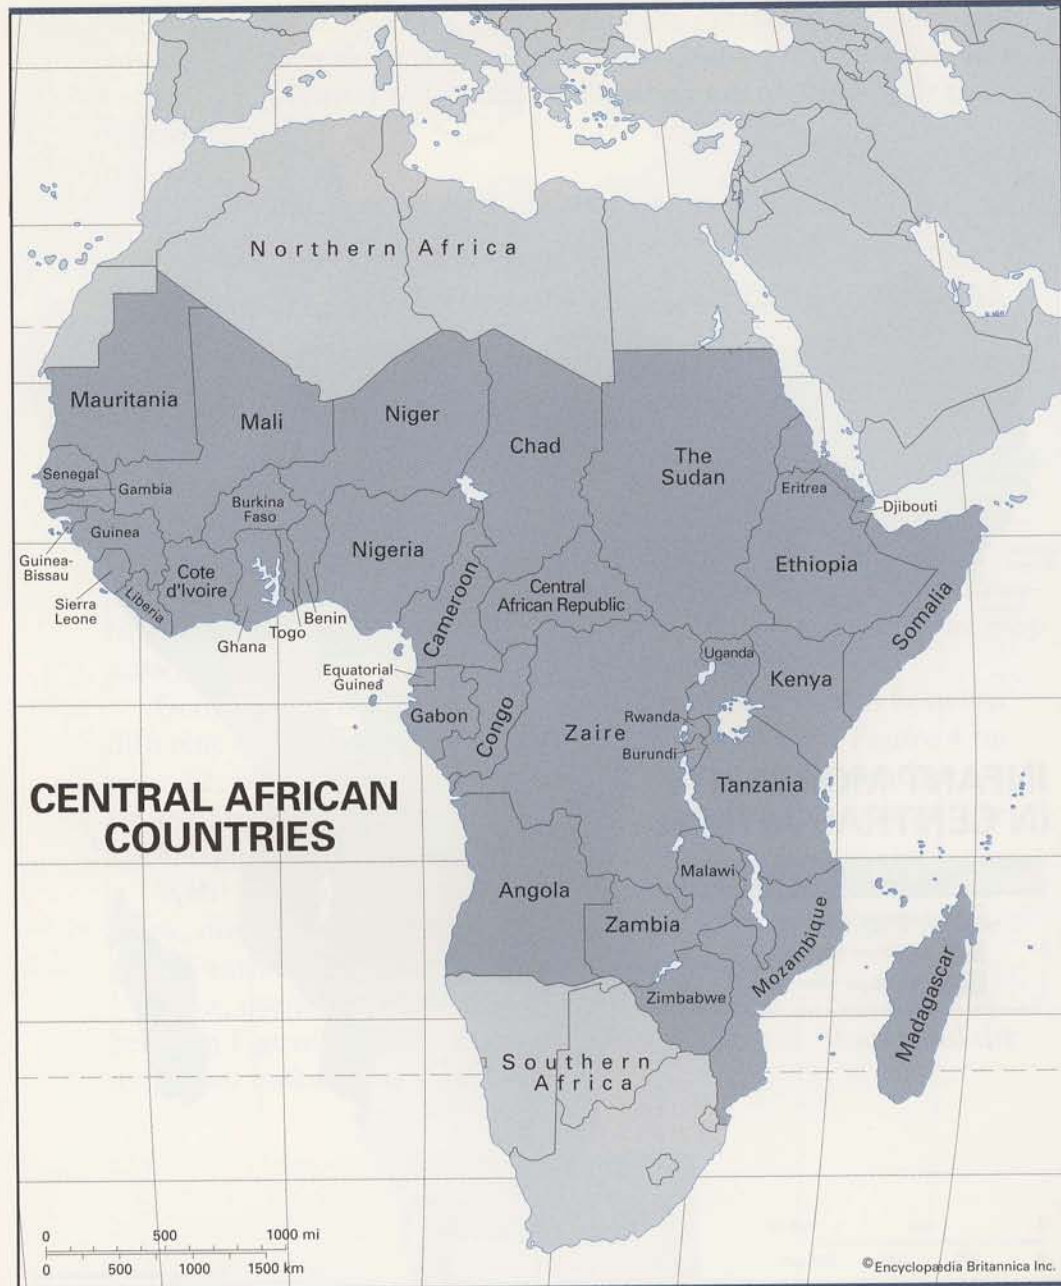 Northern Africa
Mauritania
Mali
Niger
Chad
The
Sudan
Eritrea
Djibouti
Senegal
Gambia
Burkina
Faso
Guinea
Nigeria
Ethiopia
Guinea-
Bissau
Cote
d'Ivoire
Central
African Republic
Cameroon
Somalia
Sierra
Leone
Liberia
Ghana
Togo
Benin
Equatorial
Guinea
Uganda
Kenya
Gabon
Congo
Zaire
Rwanda
Burundi
Tanzania
CENTRAL AFRICAN
COUNTRIES
Angola
Malawi
Zambia
Mozambique
Zimbabwe
Madagascar
Southern
Africa
0 500 1000 mi
0 500 1000 1500 km
©Encyclopædia Britannica Inc.